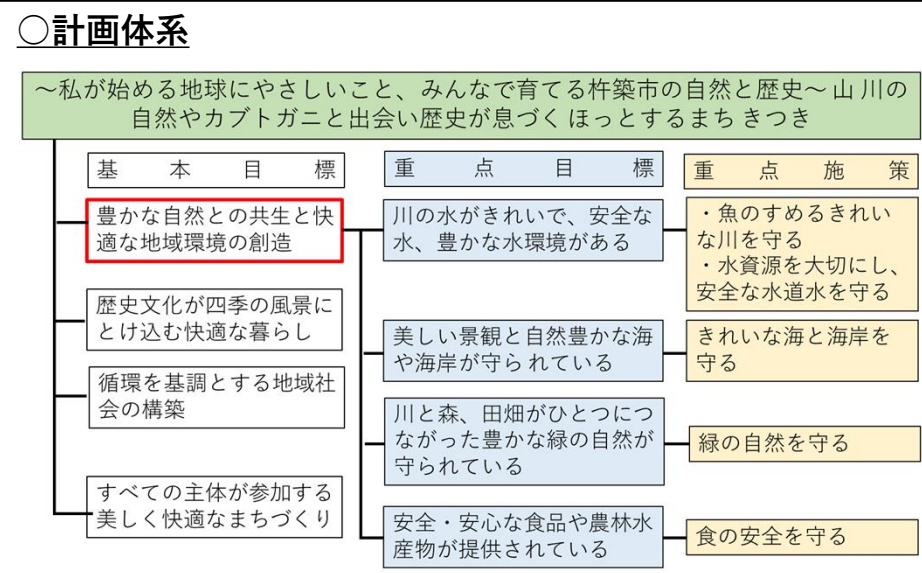 ○計画体系
～私が始める地球にやさしいこと、みんなで育てる杵築市の自然と歴史～ 山 川の
自然やカブトガニと出会い歴史が息づく ほっとするまち きつき
基本目標
重点目標
重点施策
豊かな自然との共生と快
適な地域環境の創造
川の水がきれいで、安全な
水、豊かな水環境がある
・魚のすめるきれい
な川を守る
・水資源を大切にし、
安全な水道水を守る
歴史文化が四季の風景に
とけ込む快適な暮らし
美しい景観と自然豊かな海
や海岸が守られている
きれいな海と海岸を
守る
循環を基調とする地域社
会の構築
川と森、田畑がひとつにつ
ながった豊かな緑の自然が
守られている
緑の自然を守る
すべての主体が参加する
美しく快適なまちづくり
安全・安心な食品や農林水
産物が提供されている
食の安全を守る